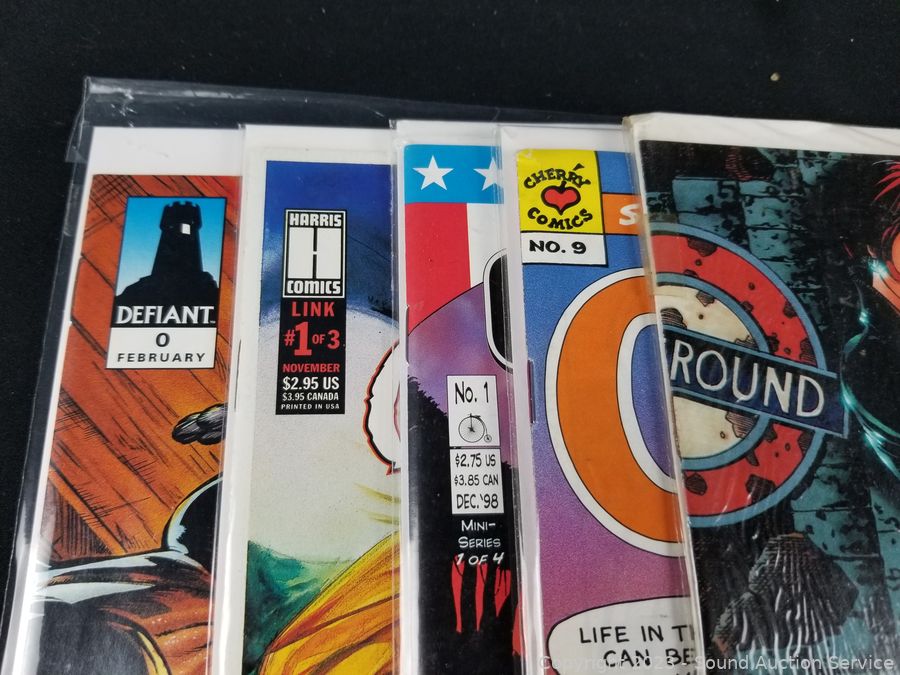 DEFIANT
0
FEBRUARY
HARRIS
H
COMICS
LINK
#1 OF 3
NOVEMBER
$2.95 US
$3.95 CANADA
PRINTED IN USA
No. 1
$2.75 US
$3.85 CAN
DEC. '98
MINI-
SERIES
1 OF 4
CHERRY
COMICS
NO. 9
S
LIFE IN T
CAN BE
ROUND
Copyright 2023 - Sound Auction Service